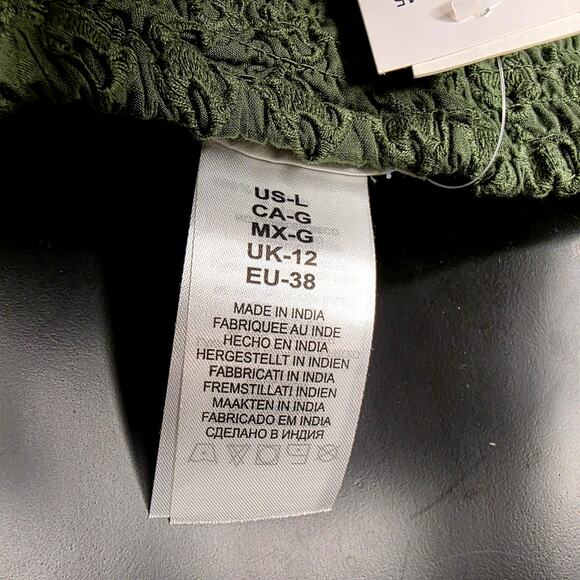 US-L
CA-G
MX-G
UK-12
EU-38
MADE IN INDIA
FABRIQUEE AU INDE
HECHO EN INDIA
HERGESTELLT IN INDIEN
FABBRICATI IN INDIA
FREMSTILLATI INDIEN
MAAKTEN IN INDIA
FABRICADO EM INDIA
СДЕЛАНО В ИНДИЯ